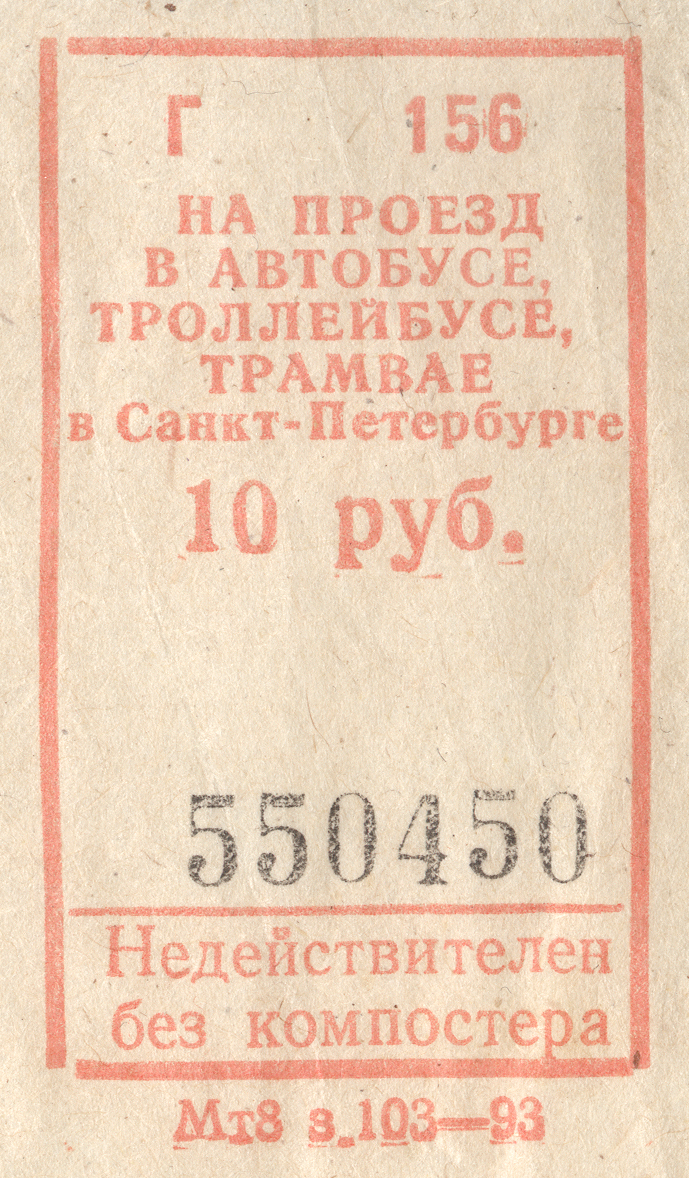 Г 156
НА ПРОЕЗД
В АВТОБУСЕ,
ТРОЛЛЕЙБУСЕ,
ТРАМВАЕ
в Санкт-Петербурге
10 руб.
550450
Недействителен
без компостера
Мт8 з.103—93